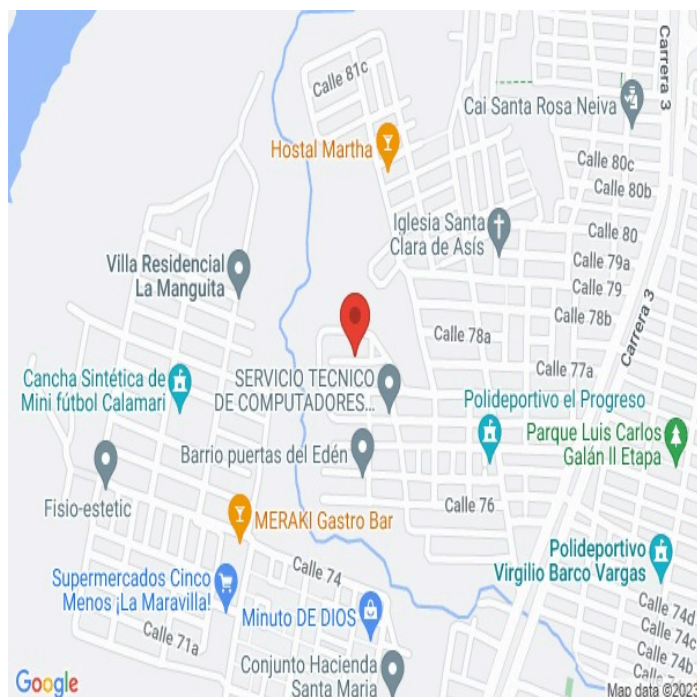 Calle 81c
Carrera 3
Cai Santa Rosa Neiva
Hostal Martha
Calle 80c
Calle 80b
Iglesia Santa
Clara de Asís
Calle 80
Calle 79a
Calle 79
Villa Residencial
La Manguita
Calle 78b
Calle 78a
Carrera 3
Calle 77a
Cancha Sintética de
Mini fútbol Calamari
SERVICIO TECNICO
DE COMPUTADORES...
Polideportivo el Progreso
Parque Luis Carlos
Galán II Etapa
Barrio puertas del Edén
Calle 76
Fisio-estetic
MERAKI Gastro Bar
Polideportivo
Virgilio Barco Vargas
Calle 74
Supermercados Cinco
Menos ¡La Maravilla!
Minuto DE DIOS
Calle 74d
Calle 74c
Calle 74b
Calle 71a
Conjunto Hacienda
Santa Maria
Google
Map data ©2023